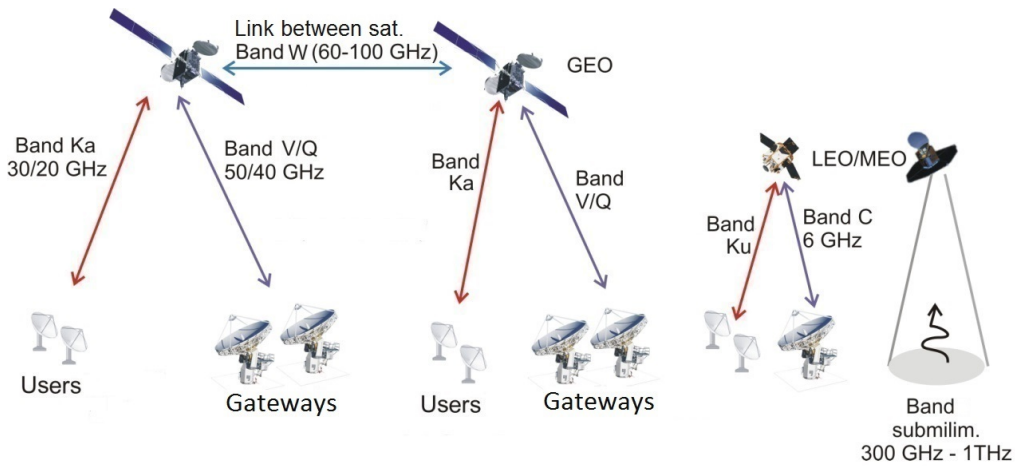 Link between sat.
Band W (60-100 GHz)
GEO
Band Ka
30/20 GHz
Band V/Q
50/40 GHz
Band
Ka
Band
V/Q
LEO/MEO
Band
Ku
Band C
6 GHz
Users
Gateways
Users
Gateways
Band
submilim.
300 GHz - 1THz